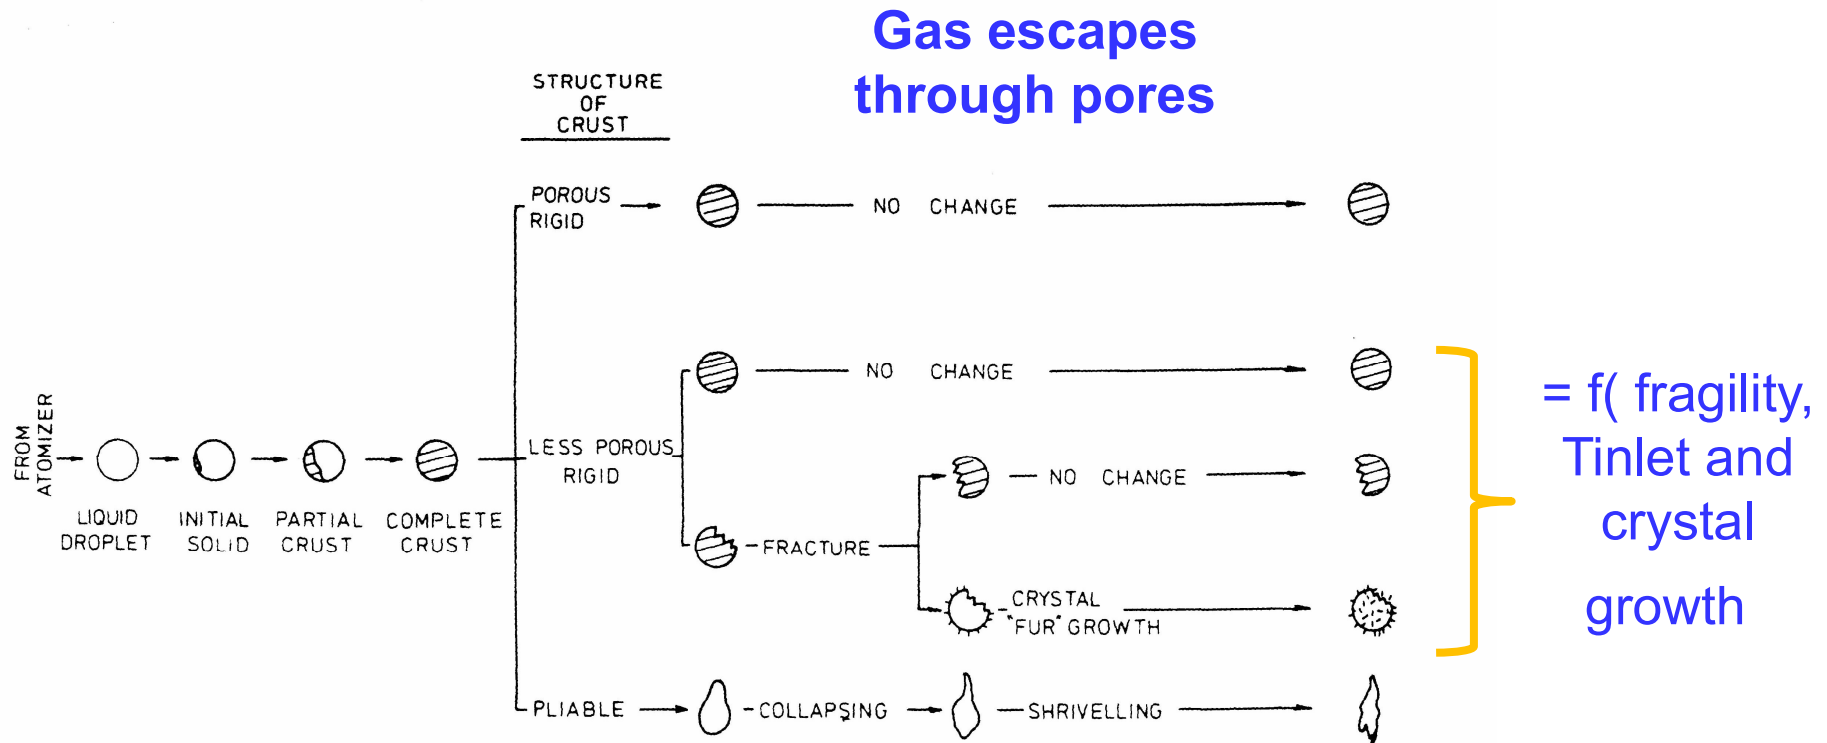 Gas escapes
through pores
STRUCTURE
OF
CRUST
POROUS
RIGID
NO CHANGE
NO CHANGE
= f( fragility,
Tinlet and
crystal
growth
FROM
ATOMIZER
LESS POROUS
RIGID
NO CHANGE
LIQUID
DROPLET
INITIAL
SOLID
PARTIAL
CRUST
COMPLETE
CRUST
FRACTURE
CRYSTAL
"FUR" GROWTH
PLIABLE
COLLAPSING
SHRIVELLING